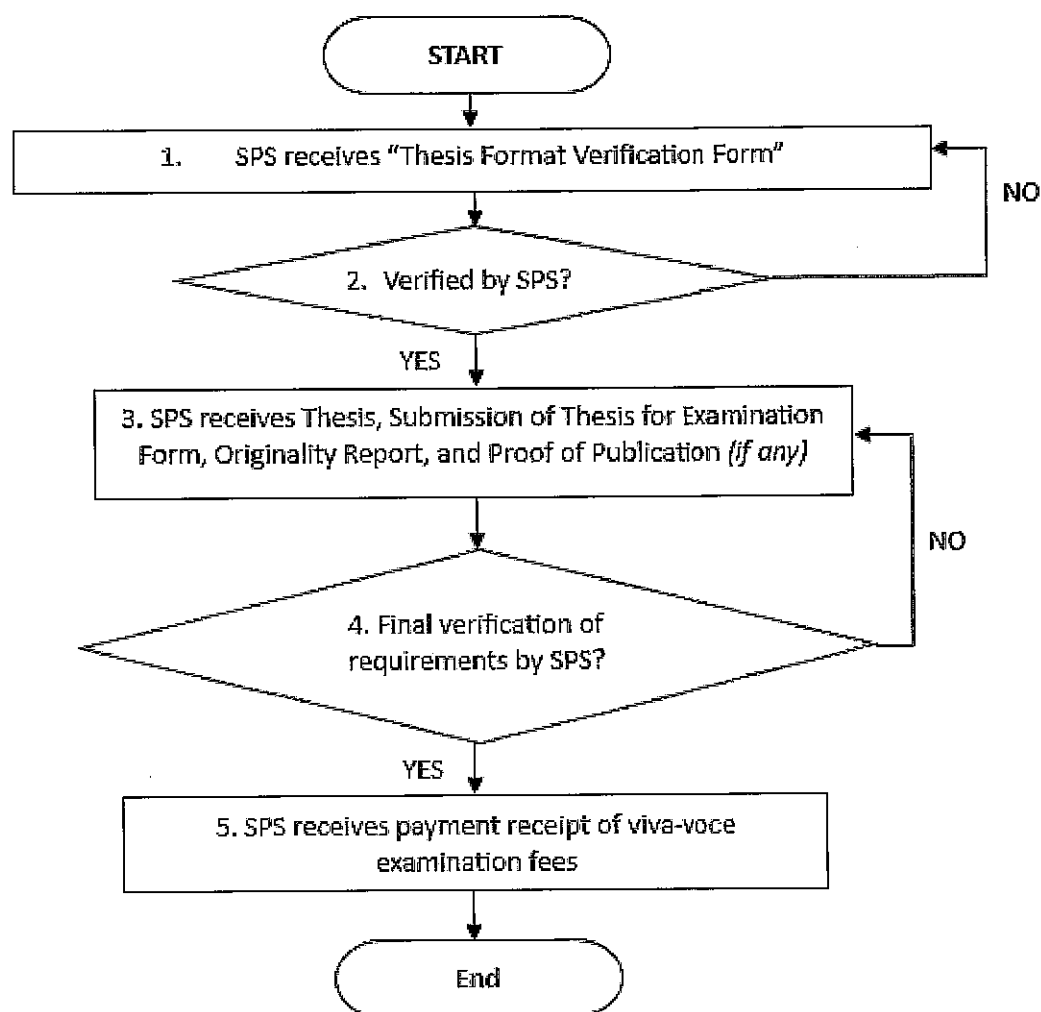 START
1. SPS receives “Thesis Format Verification Form”
NO
2. Verified by SPS?
YES
3. SPS receives Thesis, Submission of Thesis for Examination
Form, Originality Report, and Proof of Publication (if any)
NO
4. Final verification of
requirements by SPS?
YES
5. SPS receives payment receipt of viva-voce
examination fees
End